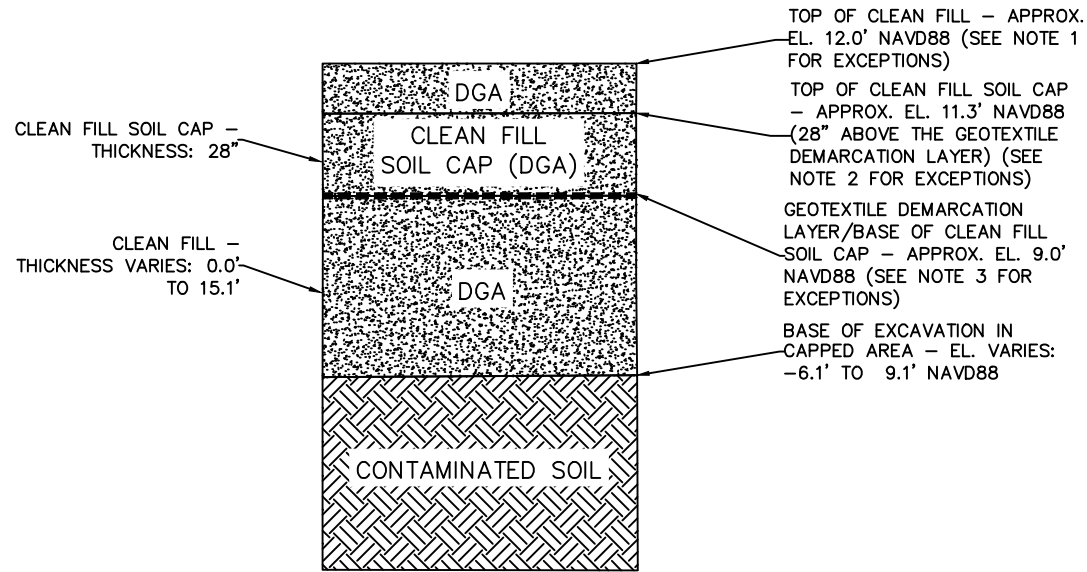 TOP OF CLEAN FILL – APPROX.
EL. 12.0' NAVD88 (SEE NOTE 1
FOR EXCEPTIONS)
DGA
TOP OF CLEAN FILL SOIL CAP
– APPROX. EL. 11.3' NAVD88
(28" ABOVE THE GEOTEXTILE
DEMARCATION LAYER) (SEE
NOTE 2 FOR EXCEPTIONS)
CLEAN FILL SOIL CAP –
THICKNESS: 28"
CLEAN FILL
SOIL CAP (DGA)
GEOTEXTILE DEMARCATION
LAYER/BASE OF CLEAN FILL
SOIL CAP – APPROX. EL. 9.0'
NAVD88 (SEE NOTE 3 FOR
EXCEPTIONS)
CLEAN FILL –
THICKNESS VARIES: 0.0'
TO 15.1'
DGA
BASE OF EXCAVATION IN
CAPPED AREA – EL. VARIES:
-6.1' TO 9.1' NAVD88
CONTAMINATED SOIL